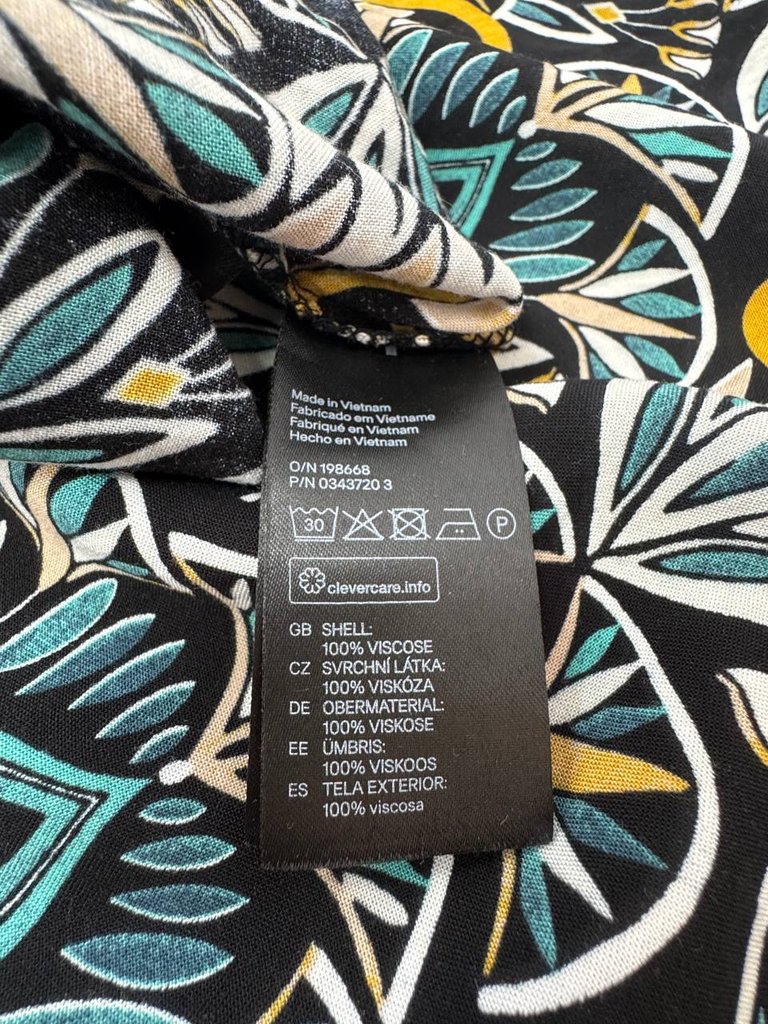 Made in Vietnam
Fabricado em Vietname
Fabriqué en Vietnam
Hecho en Vietnam
O/N 198668
P/N 0343720 3
30 P
clevercare.info
GB SHELL:
100% VISCOSE
CZ SVRCHNÍ LÁTKA:
100% VISKÓZA
DE OBERMATERIAL:
100% VISKOSE
EE ÜMBRIS:
100% VISKOOS
ES TELA EXTERIOR:
100% viscosa